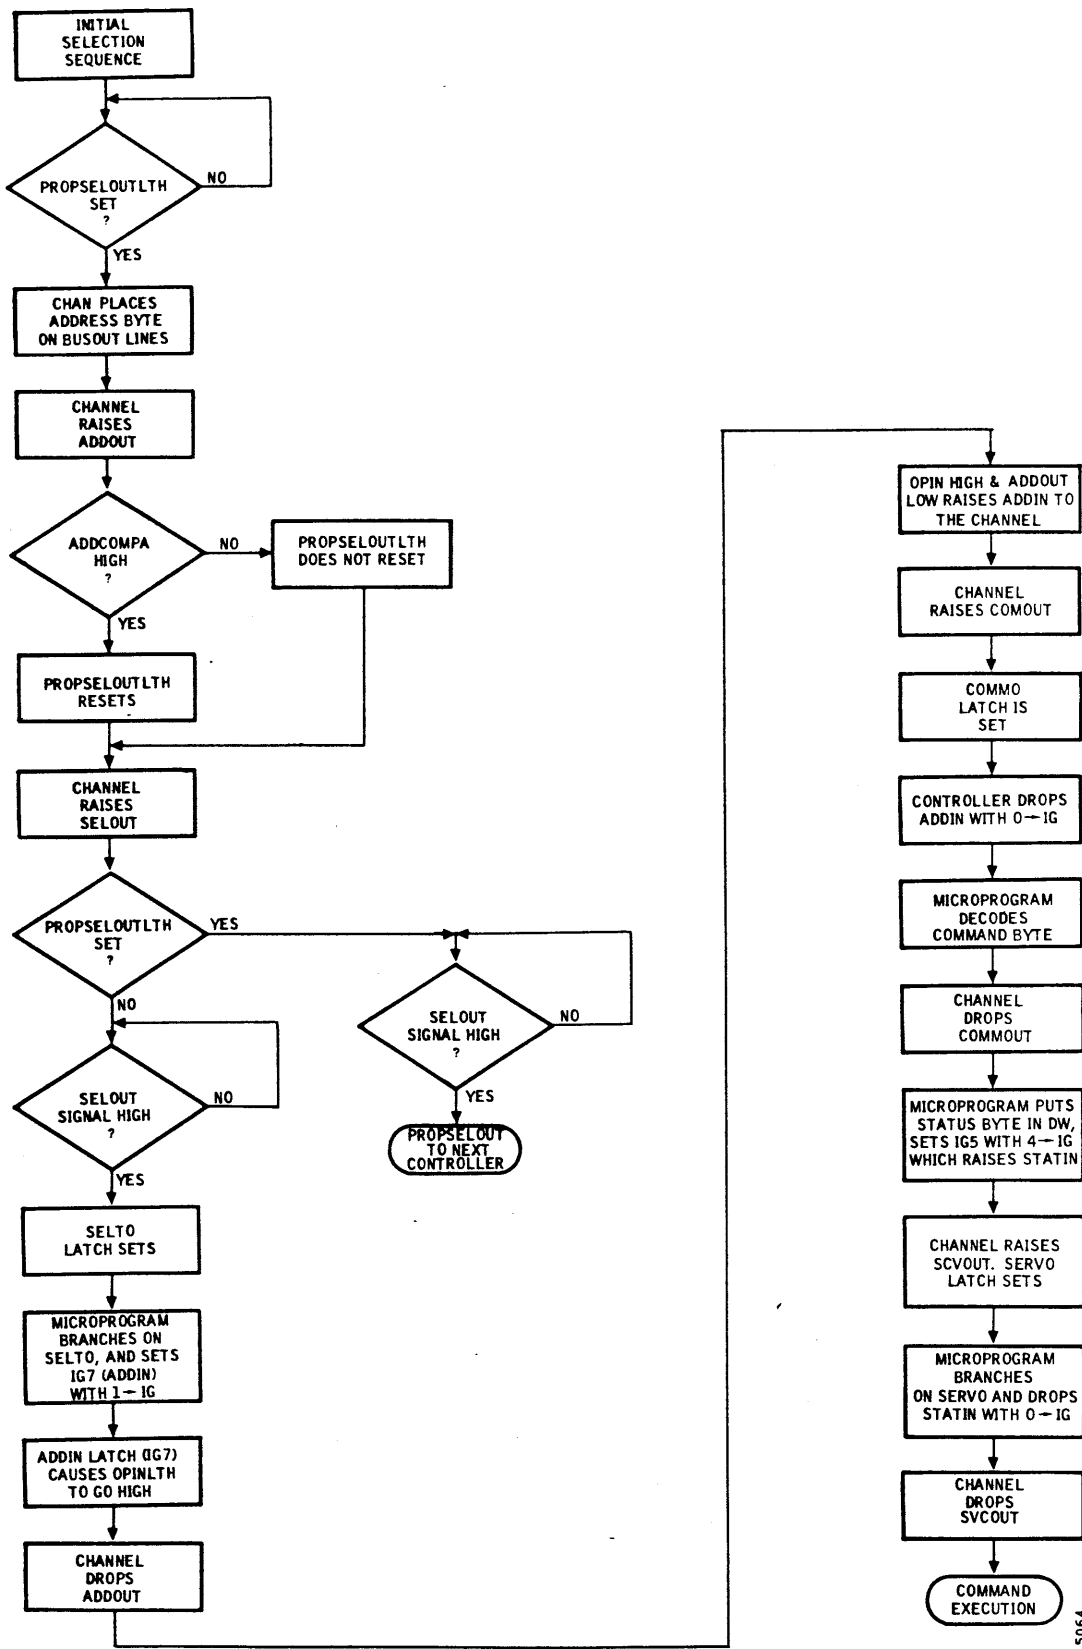 INITIAL
SELECTION
SEQUENCE
PROPSELOUTLTH
SET
?
NO
YES
CHAN PLACES
ADDRESS BYTE
ON BUSOUT LINES
CHANNEL
RAISES
ADDOUT
ADDCOMPA
HIGH
?
NO
PROPSELOUTLTH
DOES NOT RESET
YES
PROPSELOUTLTH
RESETS
CHANNEL
RAISES
SELOUT
PROPSELOUTLTH
SET
?
YES
NO
SELOUT
SIGNAL HIGH
?
NO
YES
PROPSELOUT
TO NEXT
CONTROLLER
SELOUT
SIGNAL HIGH
?
NO
YES
SELTO
LATCH SETS
MICROPROGRAM
BRANCHES ON
SELTO, AND SETS
IG7 (ADDIN)
WITH 1→IG
ADDIN LATCH (IG7)
CAUSES OPINLTH
TO GO HIGH
CHANNEL
DROPS
ADDOUT
OPIN HIGH & ADDOUT
LOW RAISES ADDIN TO
THE CHANNEL
CHANNEL
RAISES COMOUT
COMMO
LATCH IS
SET
CONTROLLER DROPS
ADDIN WITH 0→IG
MICROPROGRAM
DECODES
COMMAND BYTE
CHANNEL
DROPS
COMMOUT
MICROPROGRAM PUTS
STATUS BYTE IN DW,
SETS IG5 WITH 4→IG
WHICH RAISES STATIN
CHANNEL RAISES
SCVOUT. SERVO
LATCH SETS
MICROPROGRAM
BRANCHES
ON SERVO AND DROPS
STATIN WITH 0→IG
CHANNEL
DROPS
SVCOUT
COMMAND
EXECUTION